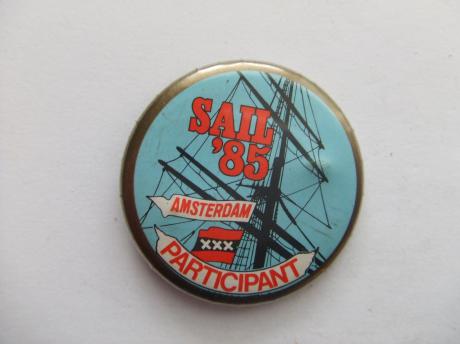 SAIL
'85
AMSTERDAM
XXX
PARTICIPANT